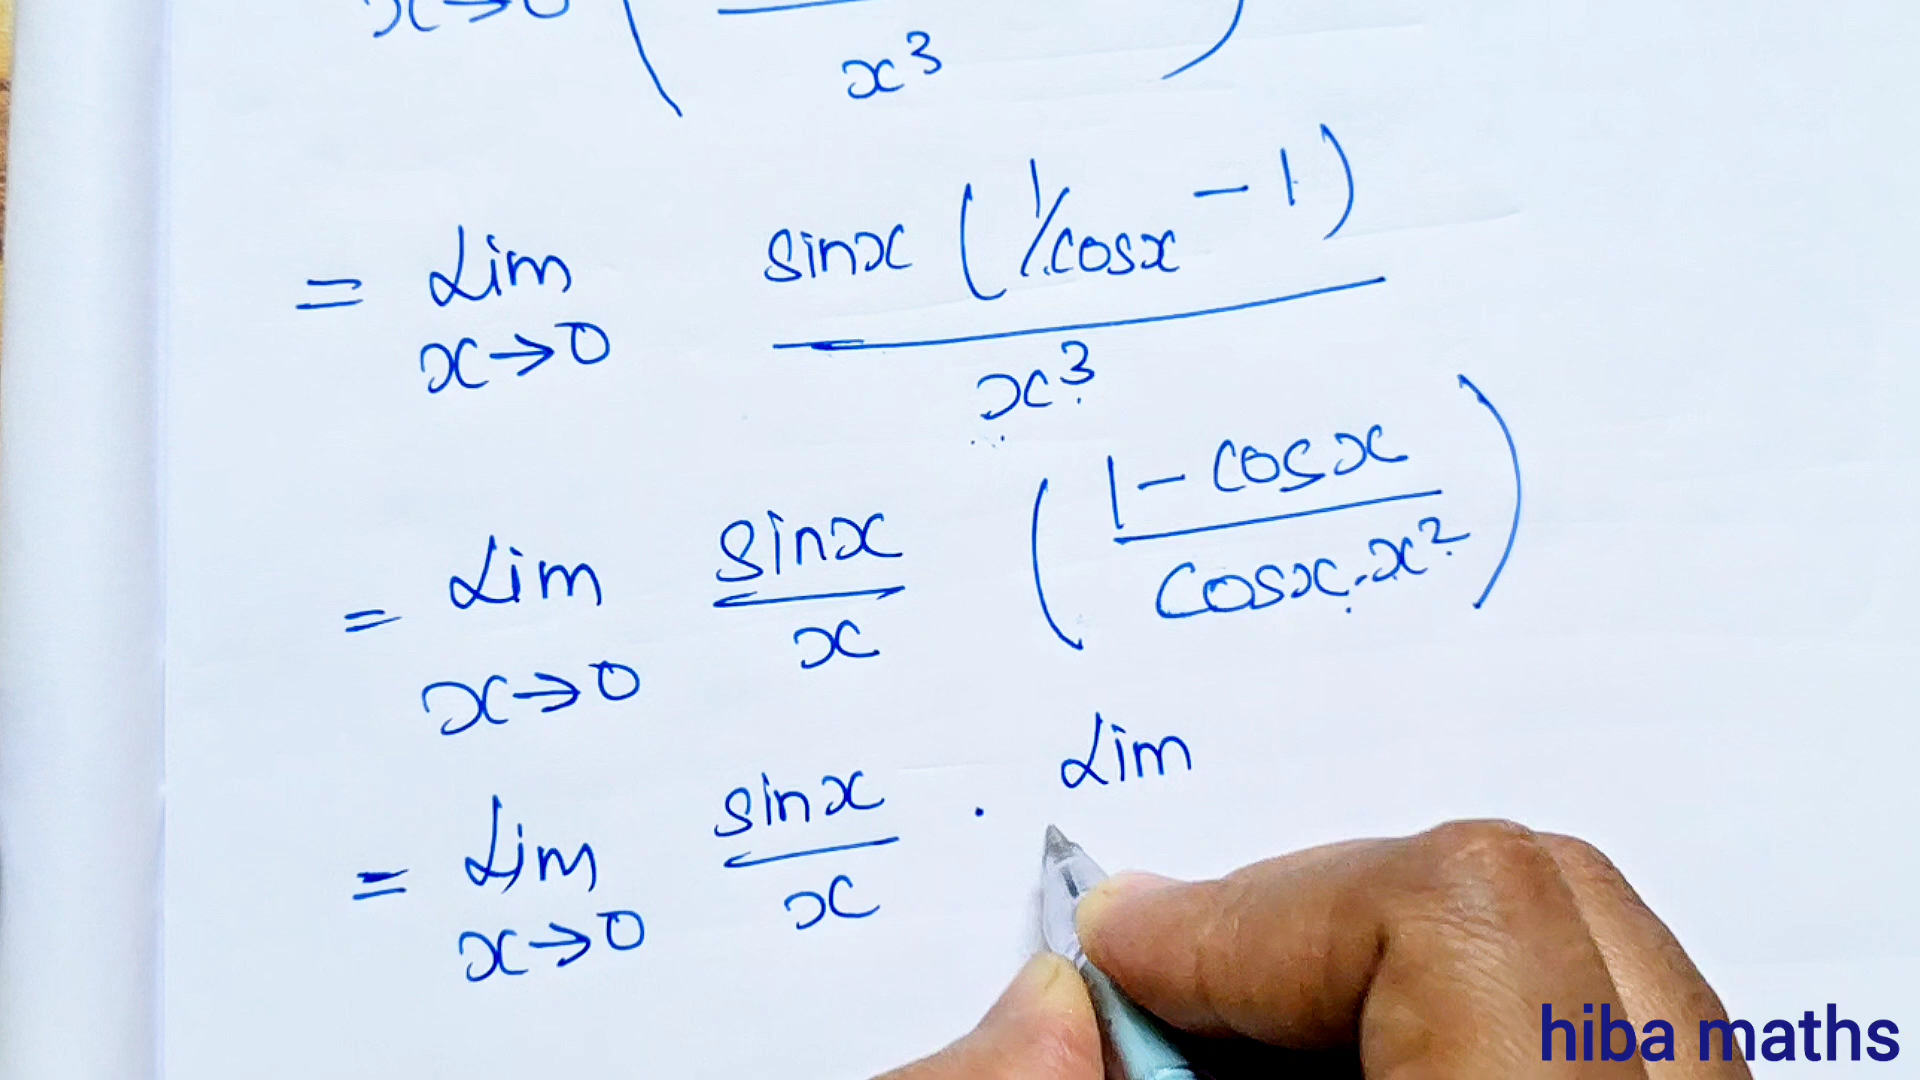 x→0 ( / x³ )
= Lim x→0 sinx (1/cosx - 1) / x³
= Lim x→0 sinx / x (1 - cosx / cosx.x²)
= Lim x→0 sinx / x . Lim
hiba maths